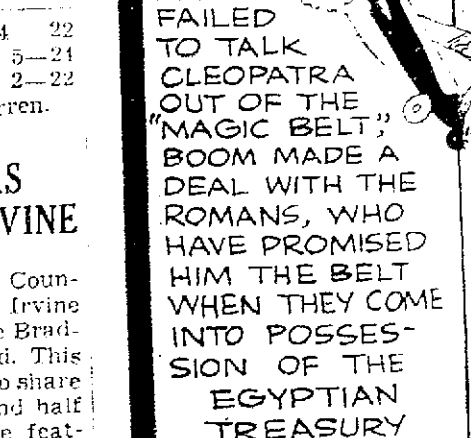 4 22
5—21
2—22
rren.
AS
VINE
Coun-
Irvine
e Brad-
d. This
o share
nd half
e feat-
FAILED
TO TALK
CLEOPATRA
OUT OF THE
"MAGIC BELT",
BOOM MADE A
DEAL WITH THE
ROMANS, WHO
HAVE PROMISED
HIM THE BELT
WHEN THEY COME
INTO POSSES-
SION OF THE
EGYPTIAN
TREASURY